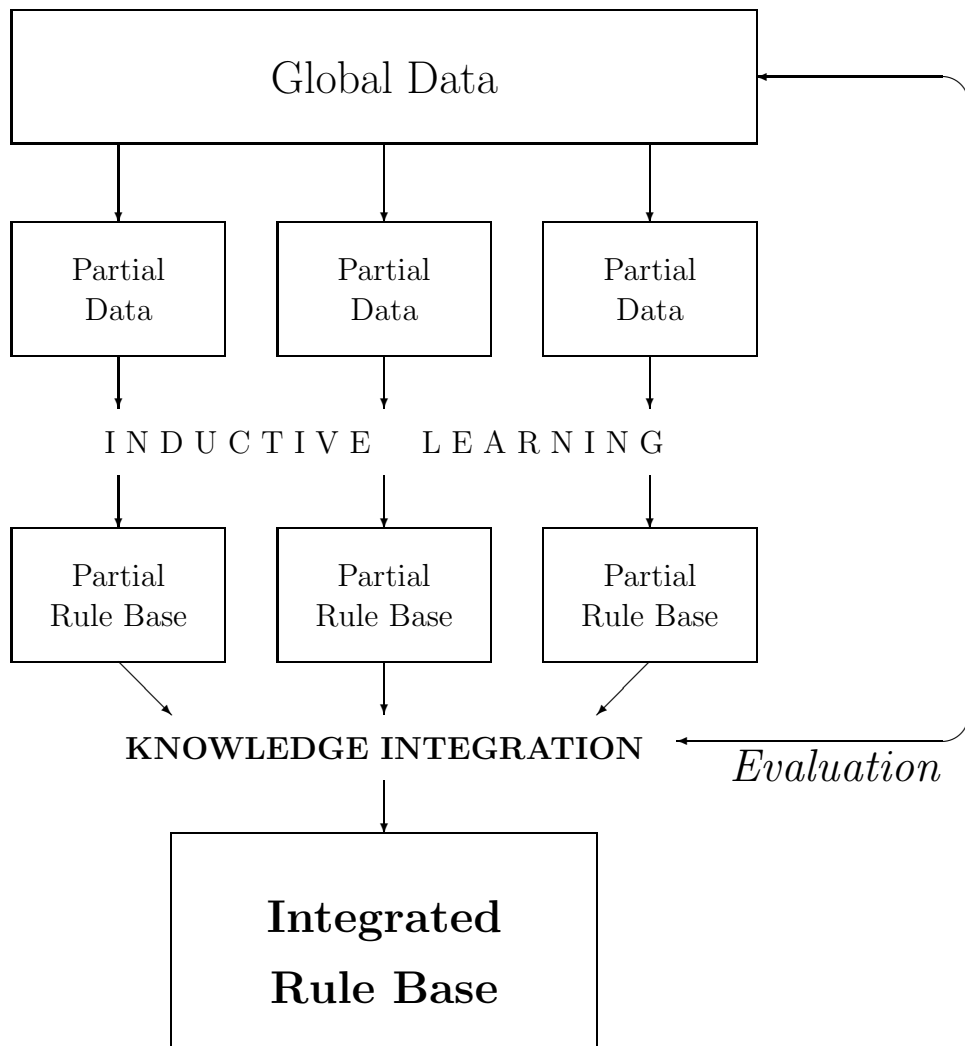 Global Data
Partial Partial Partial
Data Data Data
INDUCTIVE LEARNING
Partial Partial Partial
Rule Base Rule Base Rule Base
KNOWLEDGE INTEGRATION
Evaluation
Integrated
Rule Base